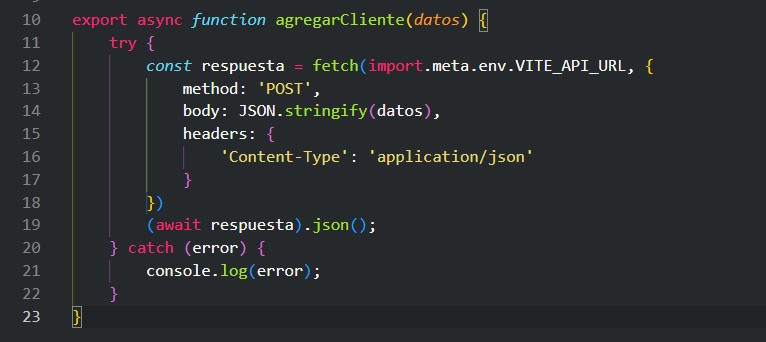 10 export async function agregarCliente(datos) {
11     try {
12         const respuesta = fetch(import.meta.env.VITE_API_URL, {
13             method: 'POST',
14             body: JSON.stringify(datos),
15             headers: {
16                 'Content-Type': 'application/json'
17             }
18         })
19         (await respuesta).json();
20     } catch (error) {
21         console.log(error);
22     }
23 }